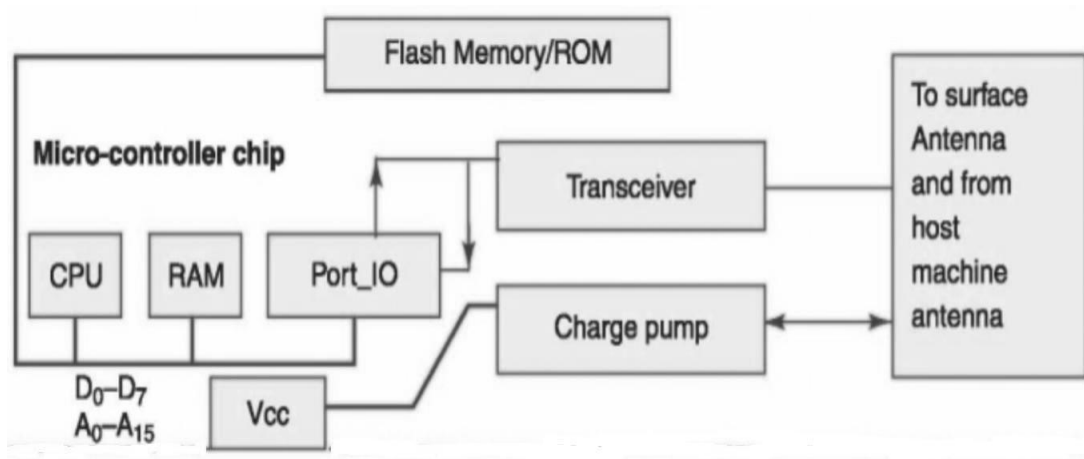 Flash Memory/ROM
To surface
Antenna
and from
host
machine
antenna
Micro-controller chip
Transceiver
CPU
RAM
Port_IO
Charge pump
D₀–D₇
A₀–A₁₅
Vcc